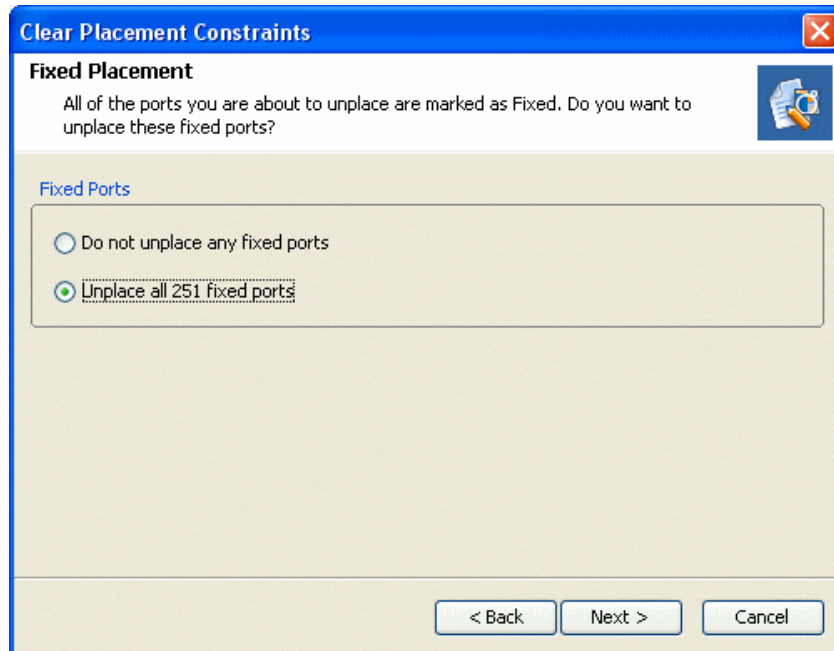 Clear Placement Constraints
Fixed Placement
All of the ports you are about to unplace are marked as Fixed. Do you want to
unplace these fixed ports?
Fixed Ports
Do not unplace any fixed ports
Unplace all 251 fixed ports
< Back
Next >
Cancel